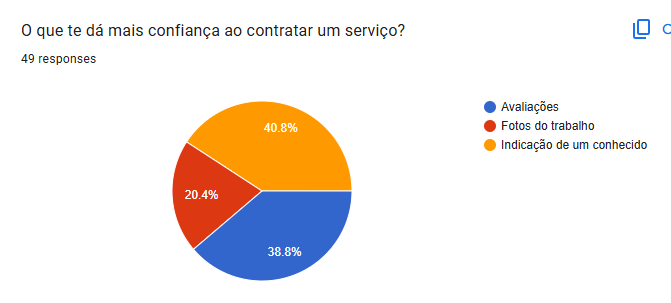 O que te dá mais confiança ao contratar um serviço?
49 responses
Avaliações
Fotos do trabalho
Indicação de um conhecido
40.8%
20.4%
38.8%